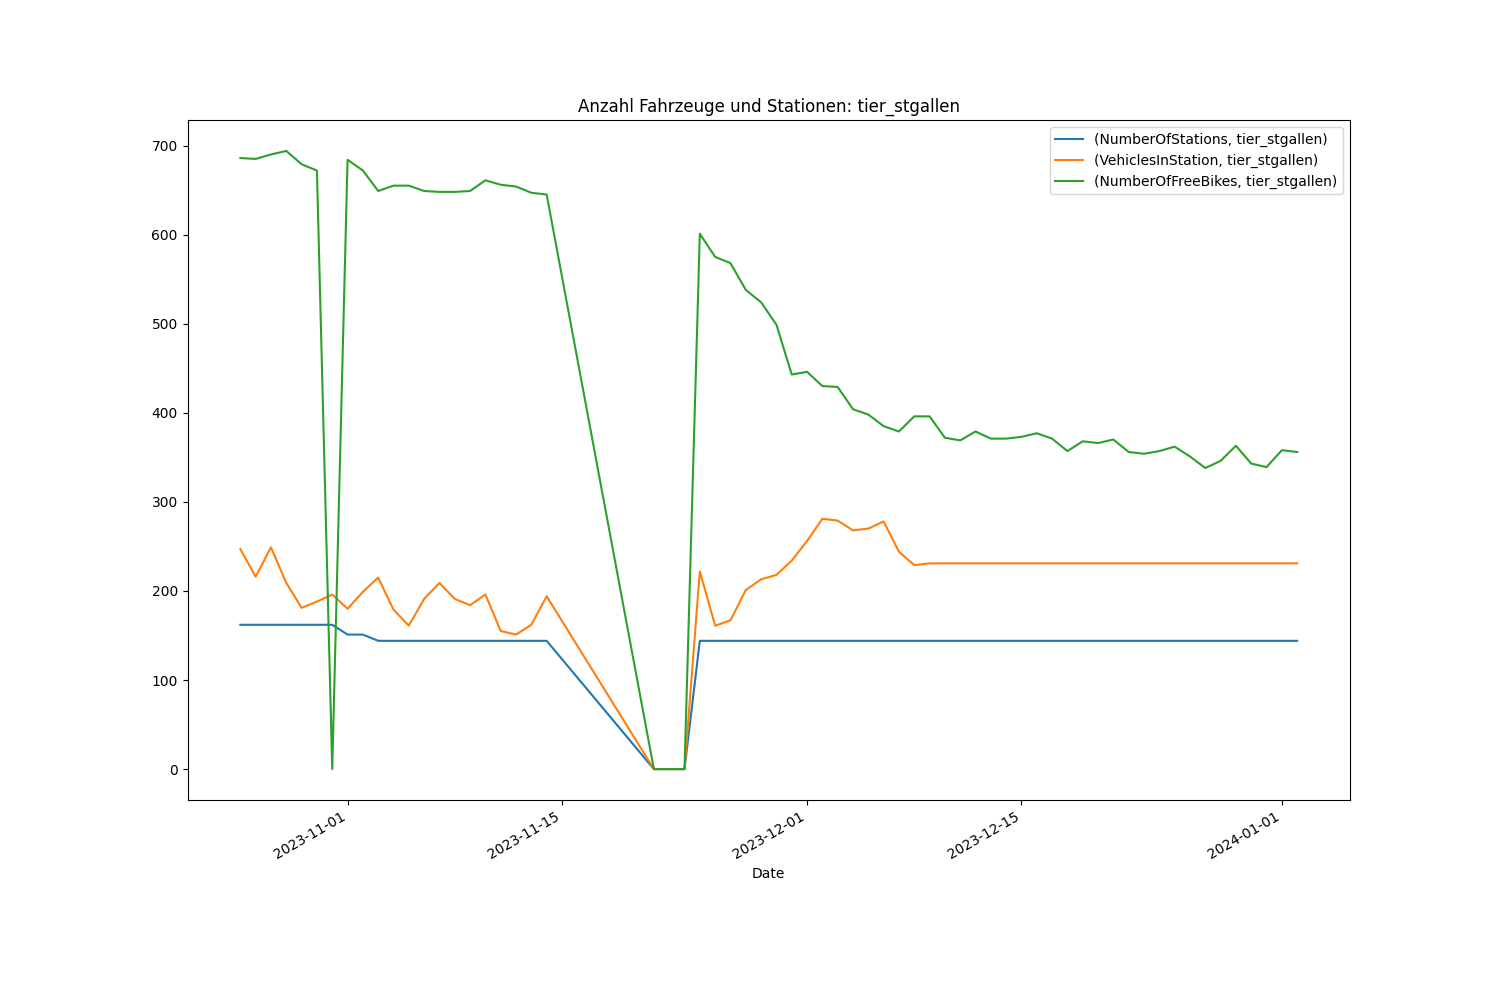 Anzahl Fahrzeuge und Stationen: tier_stgallen
(NumberOfStations, tier_stgallen)
(VehiclesInStation, tier_stgallen)
(NumberOfFreeBikes, tier_stgallen)
700
600
500
400
300
200
100
0
2023-11-01
2023-11-15
2023-12-01
2023-12-15
2024-01-01
Date